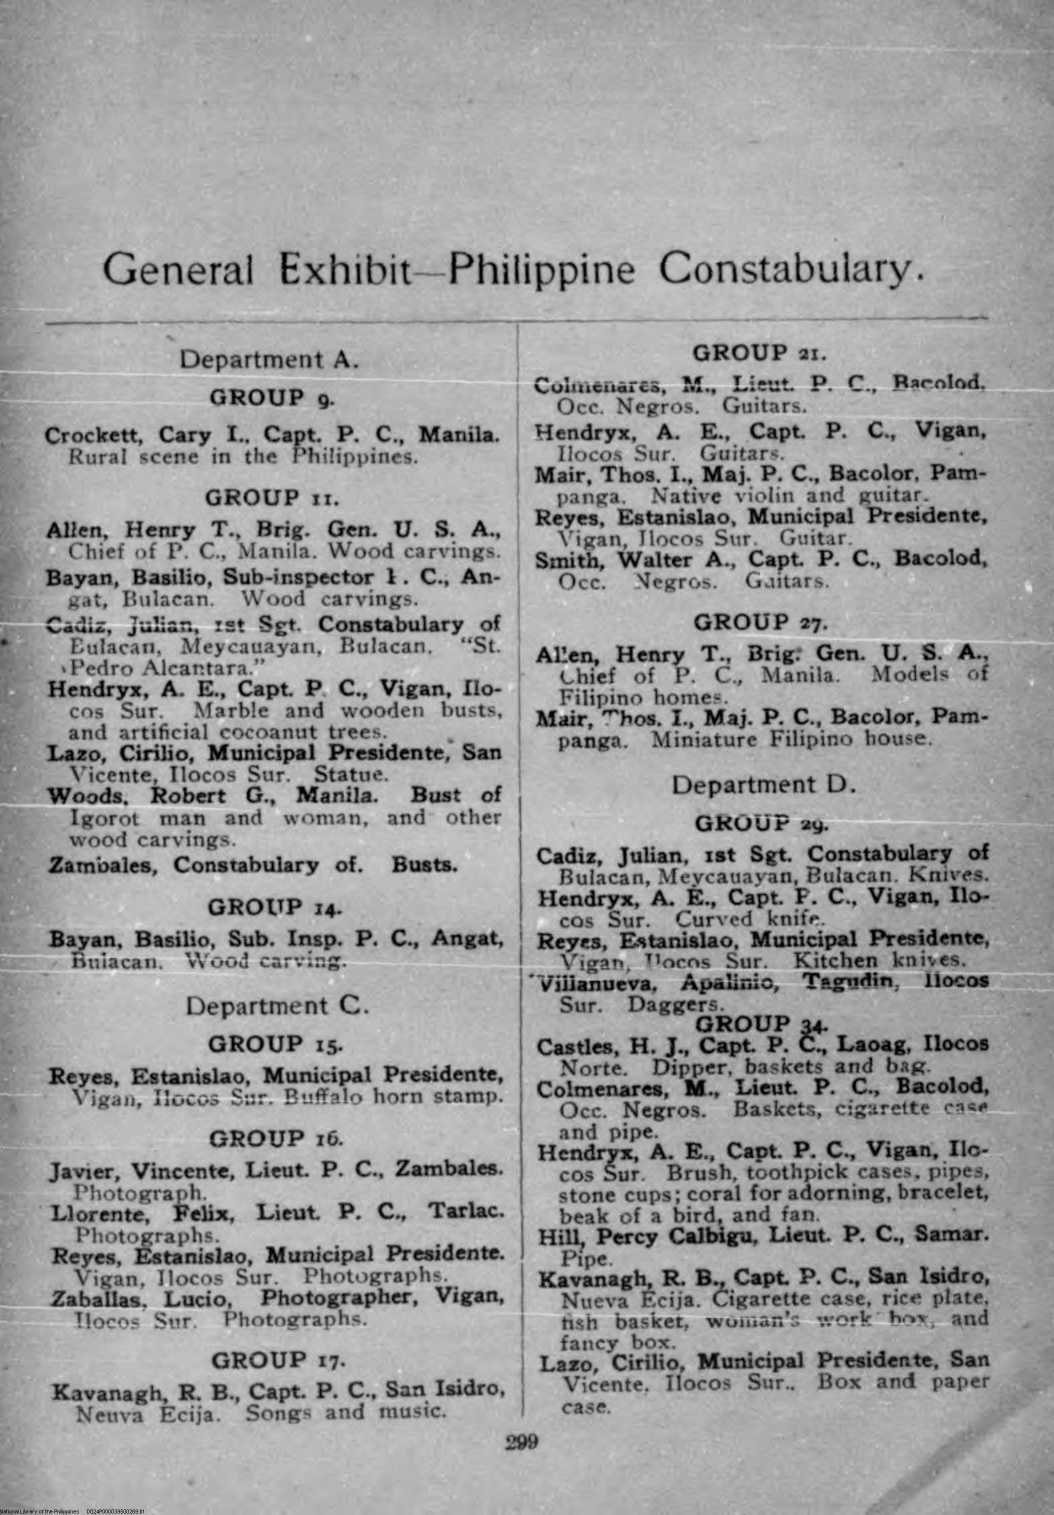 General Exhibit—Philippine Constabulary.
Department A.
GROUP 9.
Crockett, Cary I., Capt. P. C., Manila.
Rural scene in the Philippines.
GROUP 11.
Allen, Henry T., Brig. Gen. U. S. A.,
Chief of P. C., Manila. Wood carvings.
Bayan, Basilio, Sub-inspector P. C., An-
gat, Bulacan. Wood carvings.
Cadiz, Julian, 1st Sgt. Constabulary of
Bulacan, Meycauayan, Bulacan. "St.
Pedro Alcantara."
Hendryx, A. E., Capt. P. C., Vigan, Ilo-
cos Sur. Marble and wooden busts,
and artificial cocoanut trees.
Lazo, Cirilio, Municipal Presidente, San
Vicente, Ilocos Sur. Statue.
Woods, Robert G., Manila. Bust of
Igorot man and woman, and other
wood carvings.
Zambales, Constabulary of. Busts.
GROUP 14.
Bayan, Basilio, Sub. Insp. P. C., Angat,
Bulacan. Wood carving.
Department C.
GROUP 15.
Reyes, Estanislao, Municipal Presidente,
Vigan, Ilocos Sur. Buffalo horn stamp.
GROUP 16.
Javier, Vincente, Lieut. P. C., Zambales.
Photograph.
Llorente, Felix, Lieut. P. C., Tarlac.
Photographs.
Reyes, Estanislao, Municipal Presidente.
Vigan, Ilocos Sur. Photographs.
Zaballas, Lucio, Photographer, Vigan,
Ilocos Sur. Photographs.
GROUP 17.
Kavanagh, R. B., Capt. P. C., San Isidro,
Neuva Ecija. Songs and music.
GROUP 21.
Colmenares, M., Lieut. P. C., Bacolod,
Occ. Negros. Guitars.
Hendryx, A. E., Capt. P. C., Vigan,
Ilocos Sur. Guitars.
Mair, Thos. I., Maj. P. C., Bacolor, Pam-
panga. Native violin and guitar.
Reyes, Estanislao, Municipal Presidente,
Vigan, Ilocos Sur. Guitar.
Smith, Walter A., Capt. P. C., Bacolod,
Occ. Negros. Guitars.
GROUP 27.
Allen, Henry T., Brig. Gen. U. S. A.,
Chief of P. C., Manila. Models of
Filipino homes.
Mair, Thos. I., Maj. P. C., Bacolor, Pam-
panga. Miniature Filipino house.
Department D.
GROUP 29.
Cadiz, Julian, 1st Sgt. Constabulary of
Bulacan, Meycauayan, Bulacan. Knives.
Hendryx, A. E., Capt. P. C., Vigan, Ilo-
cos Sur. Curved knife.
Reyes, Estanislao, Municipal Presidente,
Vigan, Ilocos Sur. Kitchen knives.
Villanueva, Apalinio, Tagudin, Ilocos
Sur. Daggers.
GROUP 34.
Castles, H. J., Capt. P. C., Laoag, Ilocos
Norte. Dipper, baskets and bag.
Colmenares, M., Lieut. P. C., Bacolod,
Occ. Negros. Baskets, cigarette case
and pipe.
Hendryx, A. E., Capt. P. C., Vigan, Ilo-
cos Sur. Brush, toothpick cases, pipes,
stone cups; coral for adorning, bracelet,
beak of a bird, and fan.
Hill, Percy Calbigu, Lieut. P. C., Samar.
Pipe.
Kavanagh, R. B., Capt. P. C., San Isidro,
Nueva Ecija. Cigarette case, rice plate,
fish basket, woman's work box, and
fancy box.
Lazo, Cirilio, Municipal Presidente, San
Vicente, Ilocos Sur.. Box and paper
case.
299
National Library of the Philippines